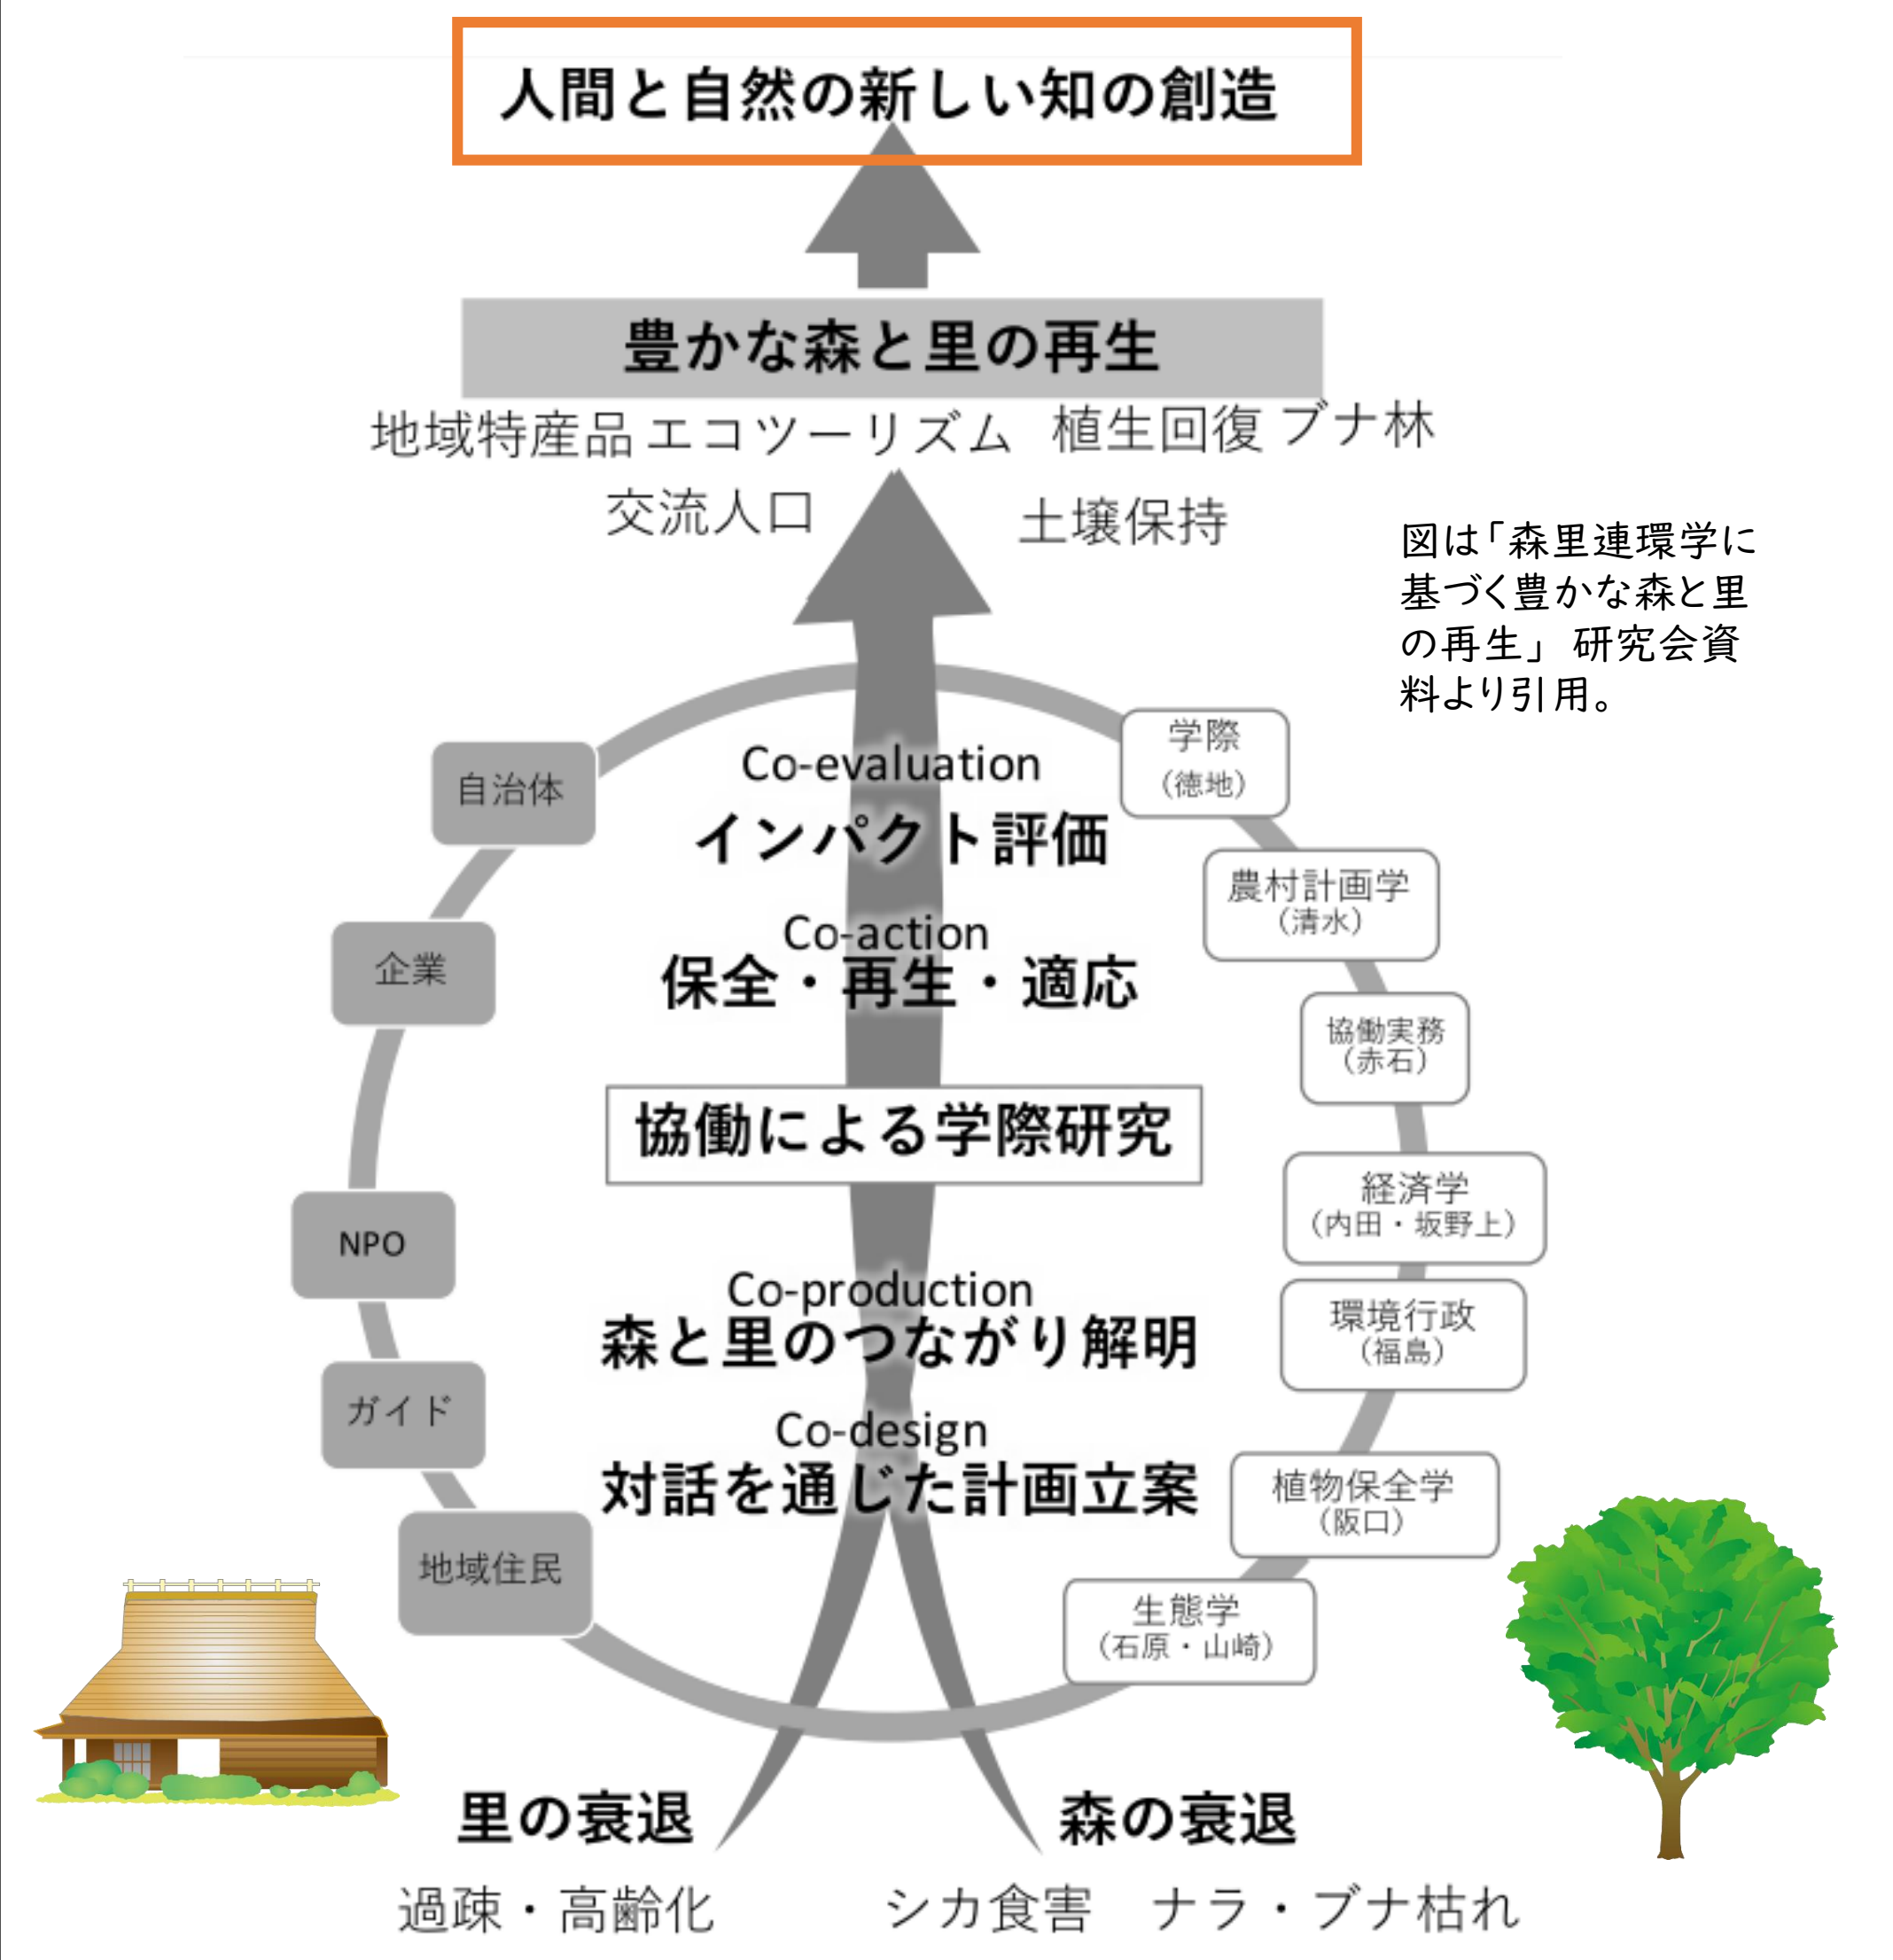 人間と自然の新しい知の創造
豊かな森と里の再生
地域特産品 エコツーリズム 植生回復 ブナ林
交流人口 土壌保持
図は「森里連環学に
基づく豊かな森と里
の再生」 研究会資
料より引用。
自治体
企業
NPO
ガイド
地域住民
Co-evaluation
インパクト評価
Co-action
保全・再生・適応
協働による学際研究
Co-production
森と里のつながり解明
Co-design
対話を通じた計画立案
学際
(徳地)
農村計画学
(清水)
協働実務
(赤石)
経済学
(内田・坂野上)
環境行政
(福島)
植物保全学
(阪口)
生態学
(石原・山崎)
里の衰退
森の衰退
過疎・高齢化
シカ食害 ナラ・ブナ枯れ